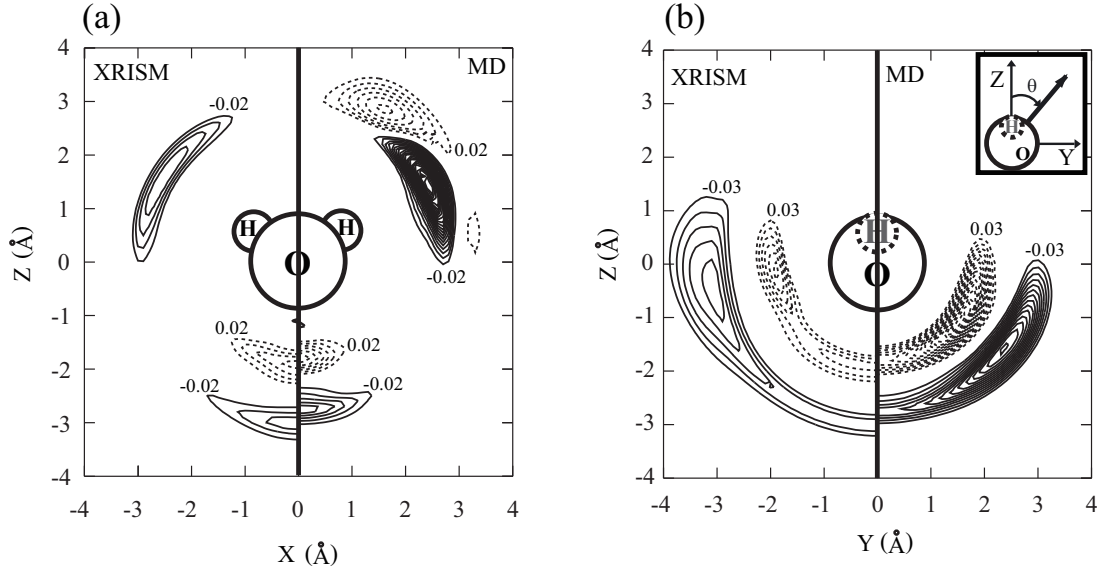 (a)
XRISM
MD
4
3
2
1
0
-1
-2
-3
-4
Z (Å)
-0.02
0.02
-0.02
H
H
O
0.02
0.02
-0.02
-0.02
-4 -3 -2 -1 0 1 2 3 4
X (Å)
(b)
XRISM
MD
Z
θ
H
O
Y
4
3
2
1
0
-1
-2
-3
-4
Z (Å)
-0.03
0.03
0.03
-0.03
H
O
-4 -3 -2 -1 0 1 2 3 4
Y (Å)